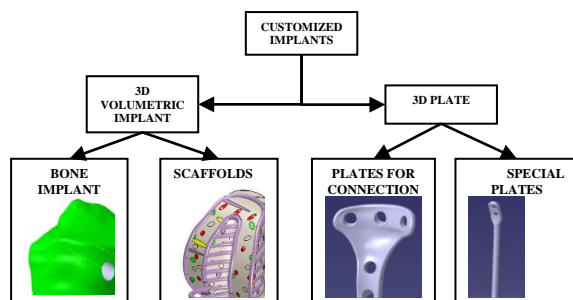 CUSTOMIZED
IMPLANTS
3D
VOLUMETRIC
IMPLANT
3D PLATE
BONE
IMPLANT
SCAFFOLDS
PLATES FOR
CONNECTION
SPECIAL
PLATES